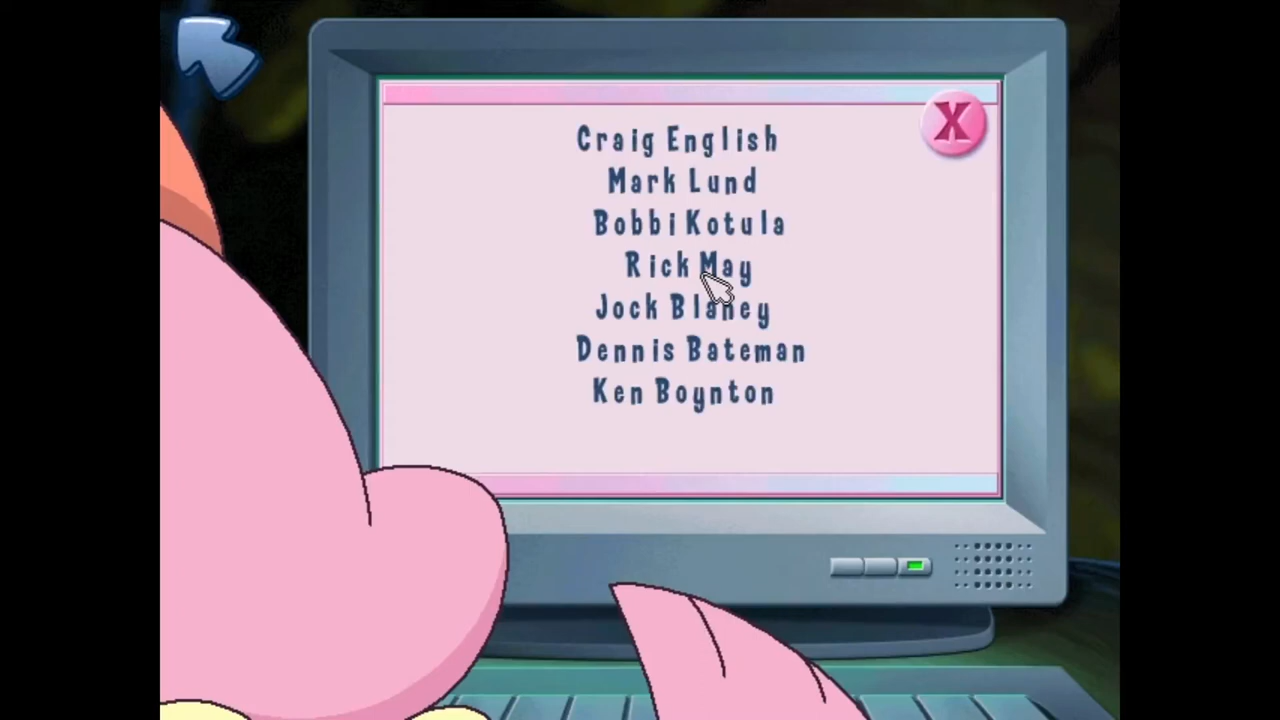 X
Craig English
Mark Lund
Bobbi Kotula
Rick May
Jock Blaney
Dennis Bateman
Ken Boynton